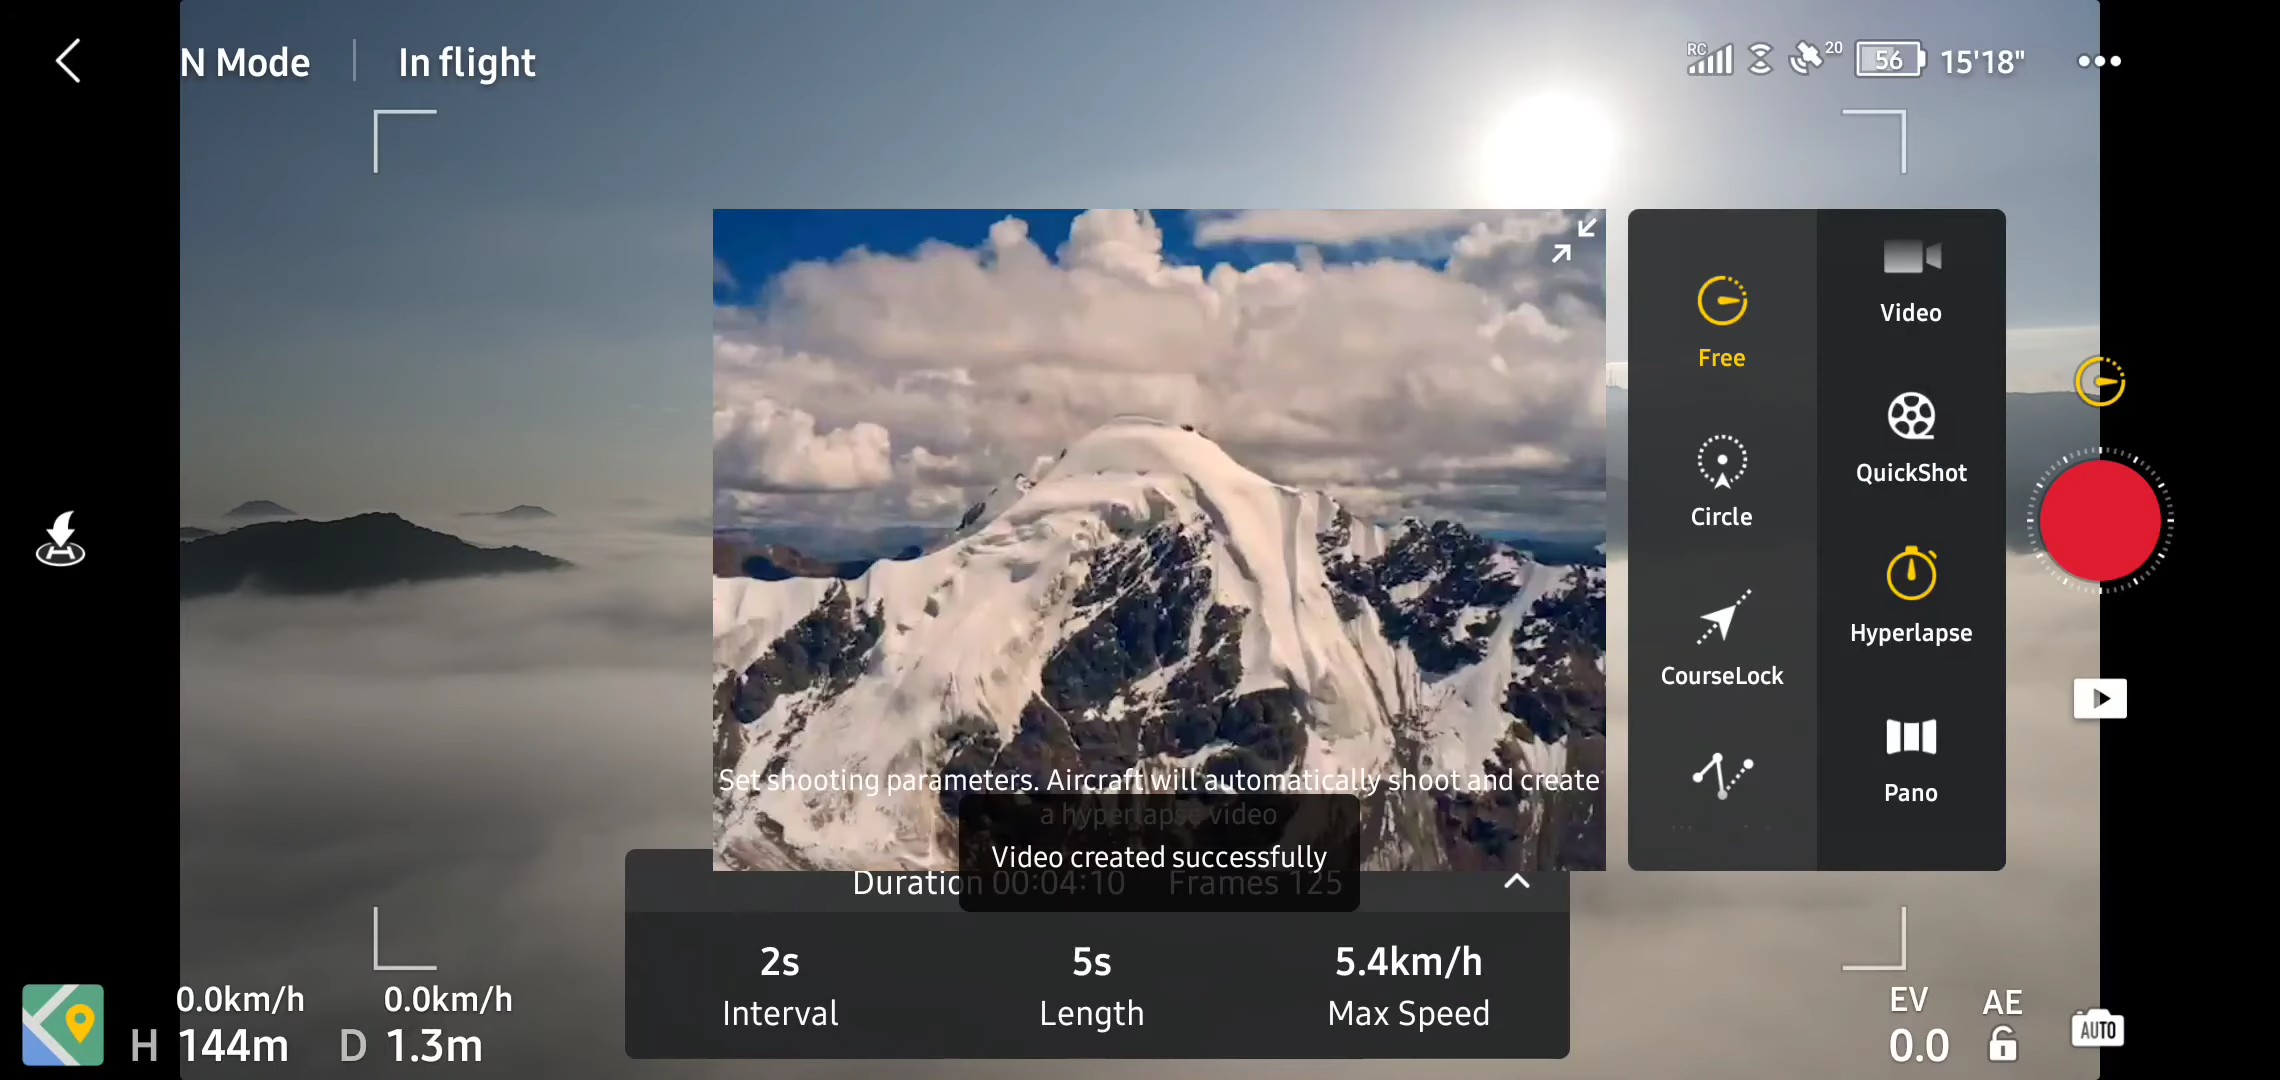 N Mode
In flight
RC
20
56
15'18"
Free
Video
Circle
QuickShot
CourseLock
Hyperlapse
Pano
Set shooting parameters. Aircraft will automatically shoot and create
a hyperlapse video
Video created successfully
Duration 00:04:10 Frames 125
2s 5s 5.4km/h
Interval Length Max Speed
0.0km/h 0.0km/h
H 144m D 1.3m
EV AE
0.0
AUTO